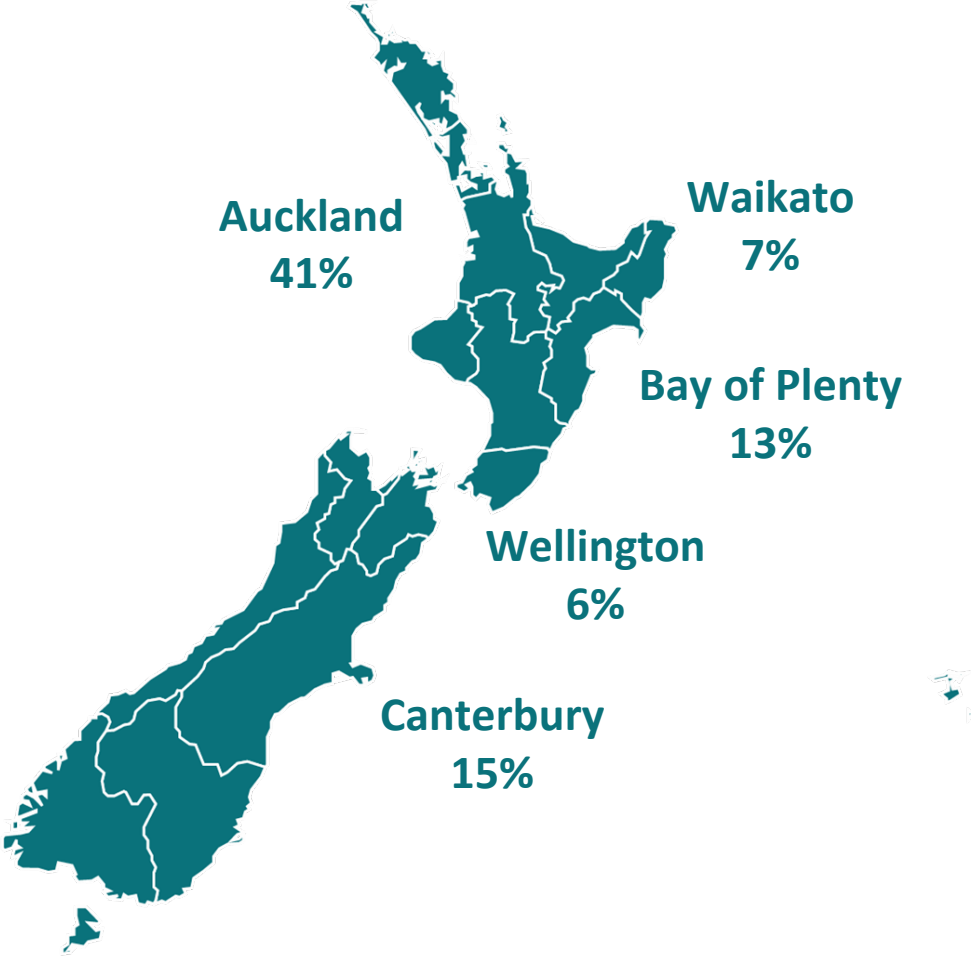 Auckland
41%
Waikato
7%
Bay of Plenty
13%
Wellington
6%
Canterbury
15%